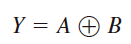 Y = A ⊕ B